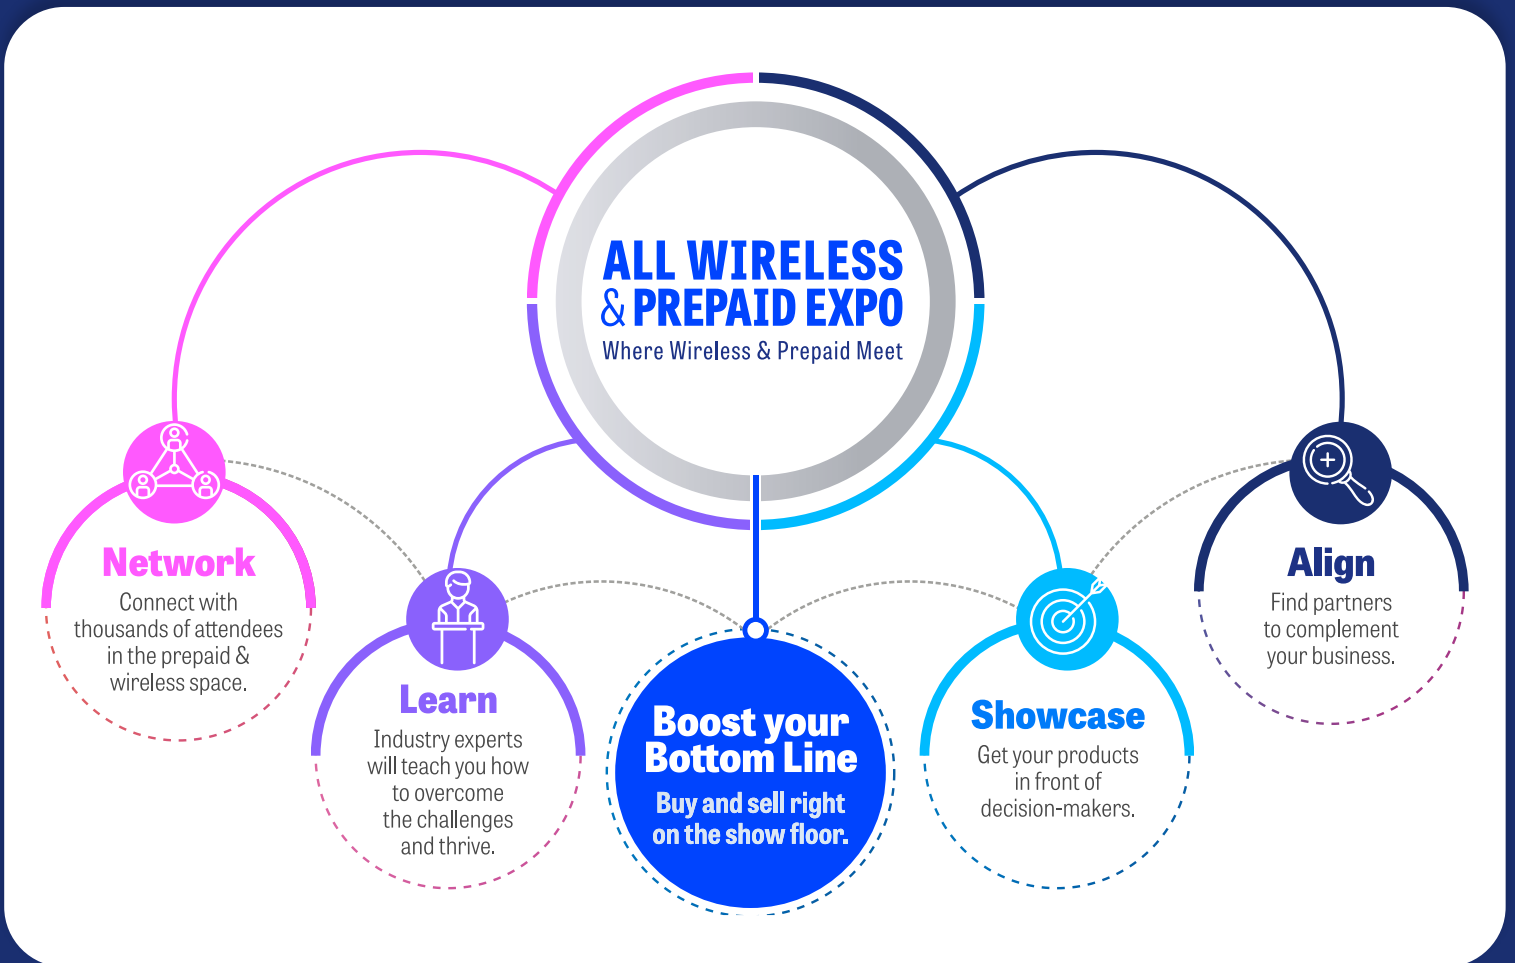 ALL WIRELESS
& PREPAID EXPO
Where Wireless & Prepaid Meet
Network
Connect with
thousands of attendees
in the prepaid &
wireless space.
Learn
Industry experts
will teach you how
to overcome
the challenges
and thrive.
Boost your
Bottom Line
Buy and sell right
on the show floor.
Showcase
Get your products
in front of
decision-makers.
Align
Find partners
to complement
your business.